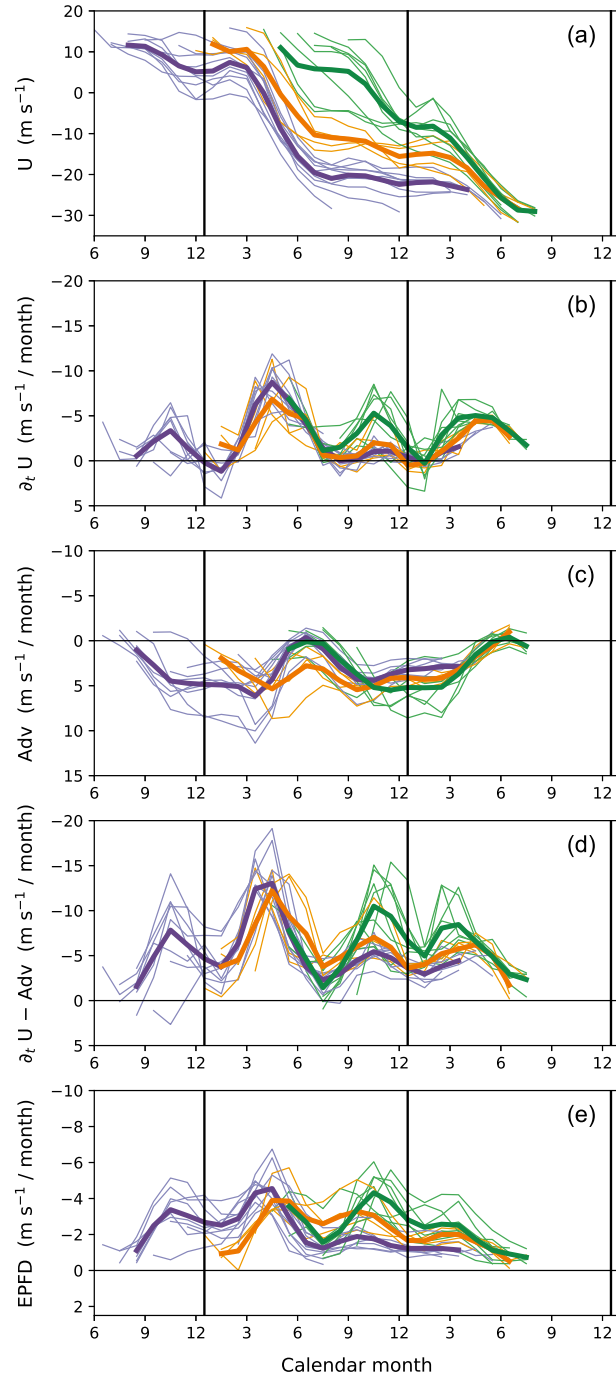 (a)
U (m s⁻¹)
20
10
0
−10
−20
−30
6 9 12 3 6 9 12 3 6 9 12
(b)
∂ₜ U (m s⁻¹ / month)
−20
−15
−10
−5
0
5
6 9 12 3 6 9 12 3 6 9 12
(c)
Adv (m s⁻¹ / month)
−10
−5
0
5
10
15
6 9 12 3 6 9 12 3 6 9 12
(d)
∂ₜ U − Adv (m s⁻¹ / month)
−20
−15
−10
−5
0
5
6 9 12 3 6 9 12 3 6 9 12
(e)
EPFD (m s⁻¹ / month)
−10
−8
−6
−4
−2
0
2
6 9 12 3 6 9 12 3 6 9 12
Calendar month